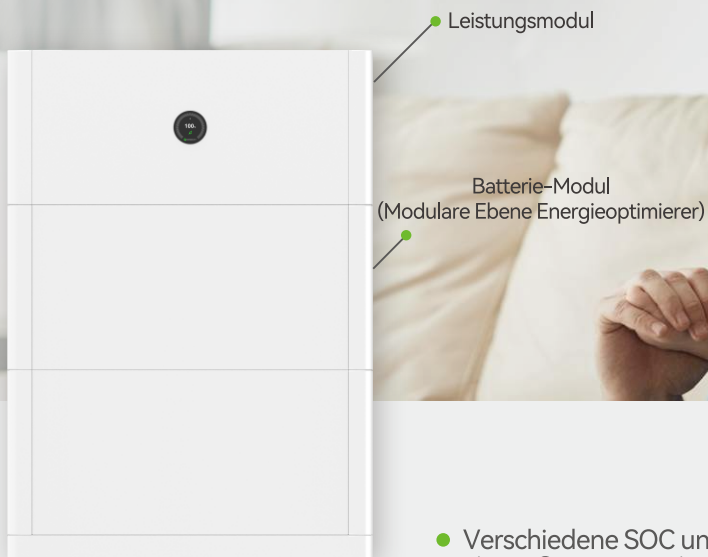 Leistungsmodul
100%
Batterie-Modul
(Modulare Ebene Energieoptimierer)
Verschiedene SOC un